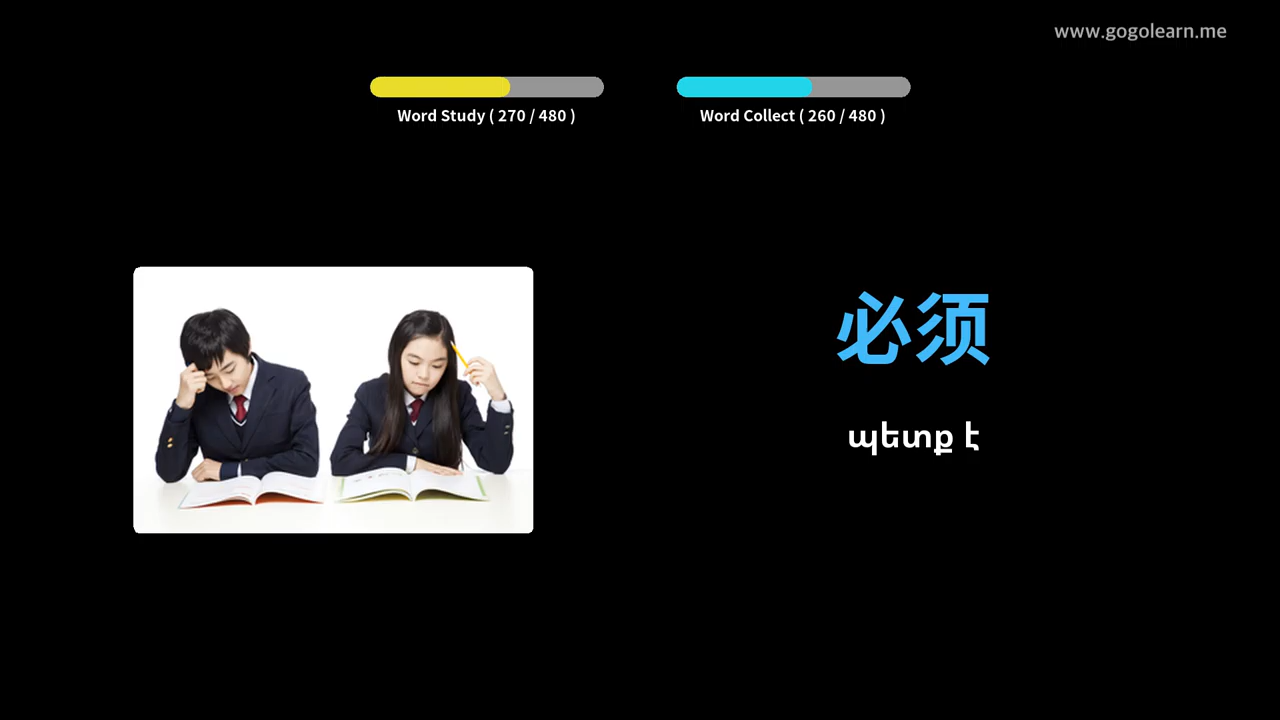 www.gogolearn.me
Word Study ( 270 / 480 )
Word Collect ( 260 / 480 )
必须
պետք է